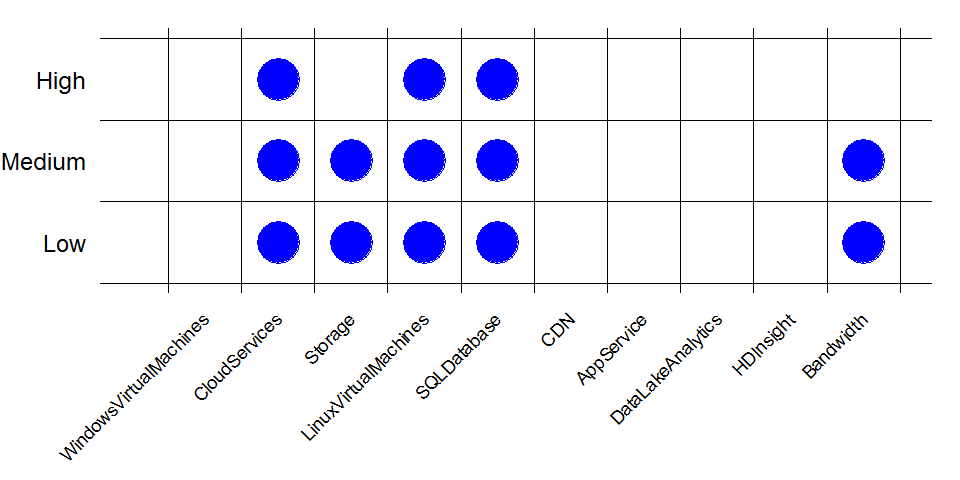 High
Medium
Low
WindowsVirtualMachines
CloudServices
Storage
LinuxVirtualMachines
SQLDatabase
CDN
AppService
DataLakeAnalytics
HDInsight
Bandwidth